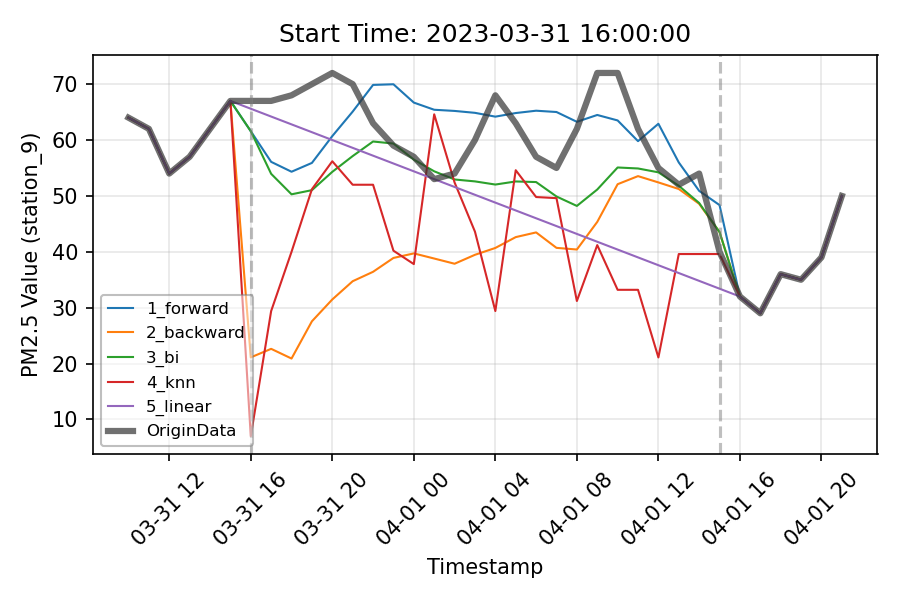 Start Time: 2023-03-31 16:00:00
PM2.5 Value (station_9)
70
60
50
40
30
20
10
1_forward
2_backward
3_bi
4_knn
5_linear
OriginData
03-31 12
03-31 16
03-31 20
04-01 00
04-01 04
04-01 08
04-01 12
04-01 16
04-01 20
Timestamp